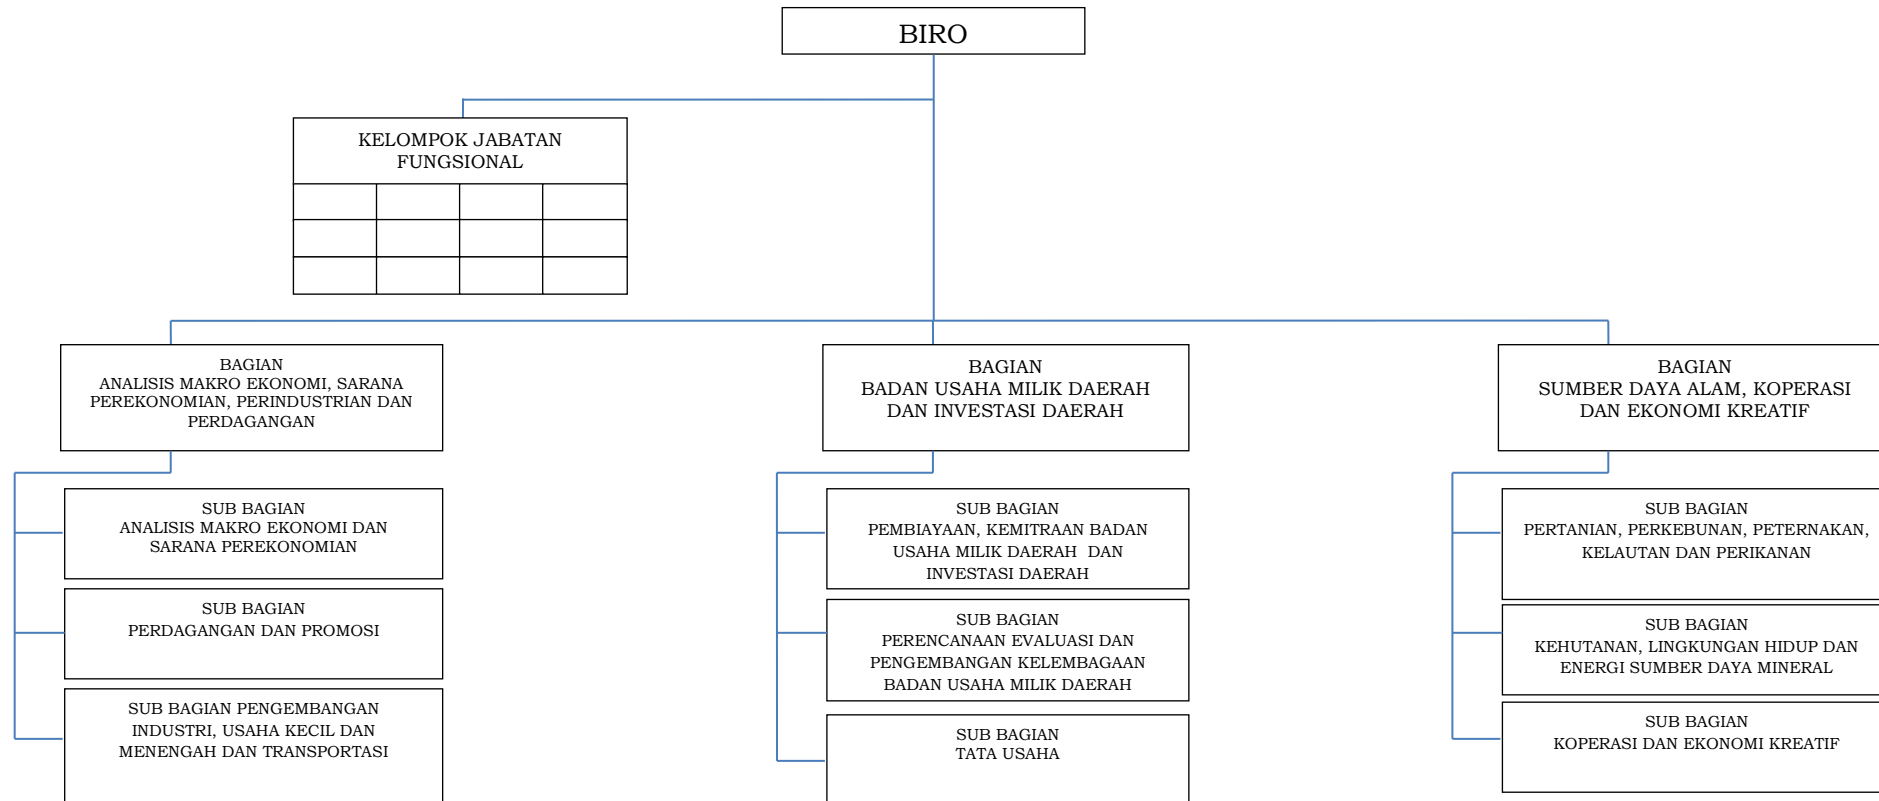 BIRO
KELOMPOK JABATAN
FUNGSIONAL
BAGIAN
ANALISIS MAKRO EKONOMI, SARANA
PEREKONOMIAN, PERINDUSTRIAN DAN
PERDAGANGAN
BAGIAN
BADAN USAHA MILIK DAERAH
DAN INVESTASI DAERAH
BAGIAN
SUMBER DAYA ALAM, KOPERASI
DAN EKONOMI KREATIF
SUB BAGIAN
ANALISIS MAKRO EKONOMI DAN
SARANA PEREKONOMIAN
SUB BAGIAN
PERDAGANGAN DAN PROMOSI
SUB BAGIAN PENGEMBANGAN
INDUSTRI, USAHA KECIL DAN
MENENGAH DAN TRANSPORTASI
SUB BAGIAN
PEMBIAYAAN, KEMITRAAN BADAN
USAHA MILIK DAERAH DAN
INVESTASI DAERAH
SUB BAGIAN
PERENCANAAN EVALUASI DAN
PENGEMBANGAN KELEMBAGAAN
BADAN USAHA MILIK DAERAH
SUB BAGIAN
TATA USAHA
SUB BAGIAN
PERTANIAN, PERKEBUNAN, PETERNAKAN,
KELAUTAN DAN PERIKANAN
SUB BAGIAN
KEHUTANAN, LINGKUNGAN HIDUP DAN
ENERGI SUMBER DAYA MINERAL
SUB BAGIAN
KOPERASI DAN EKONOMI KREATIF